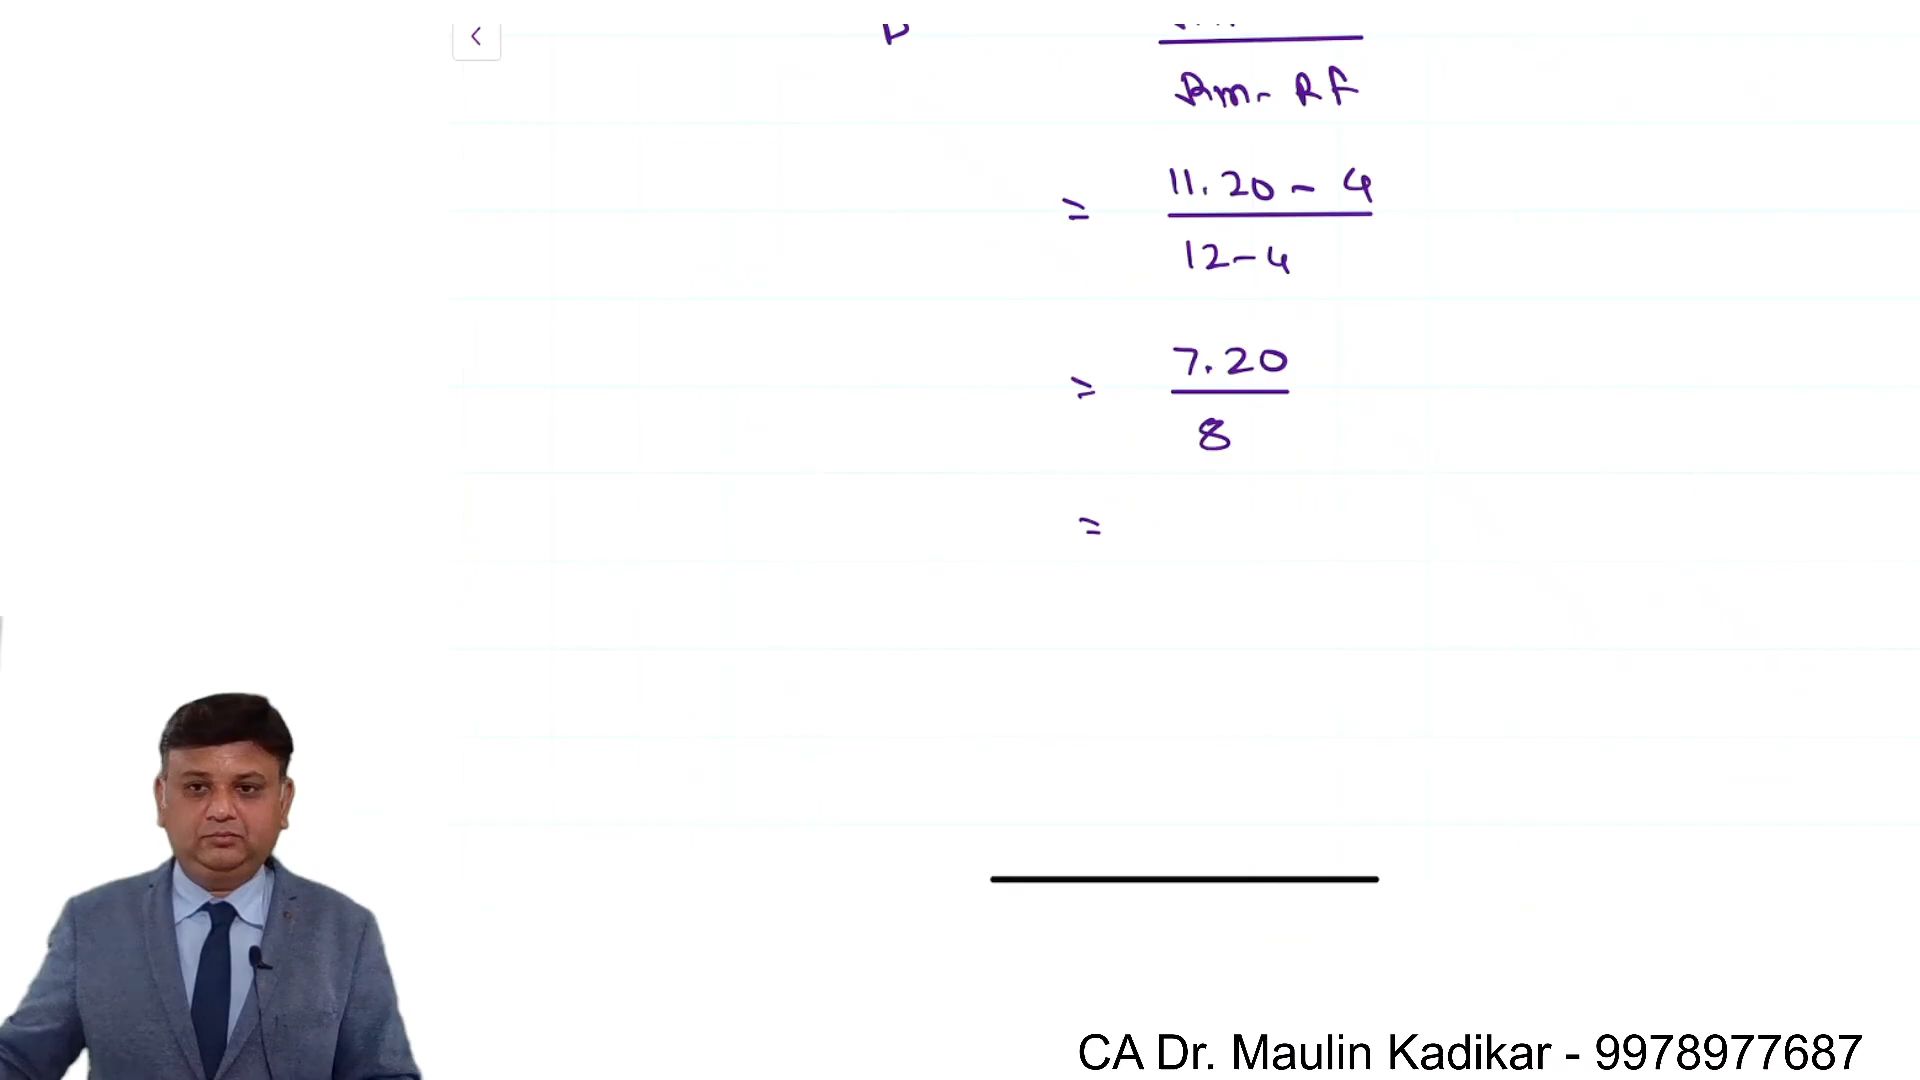 Rm - RF
= 11.20 - 4
12 - 4
= 7.20
8
=
CA Dr. Maulin Kadikar - 9978977687